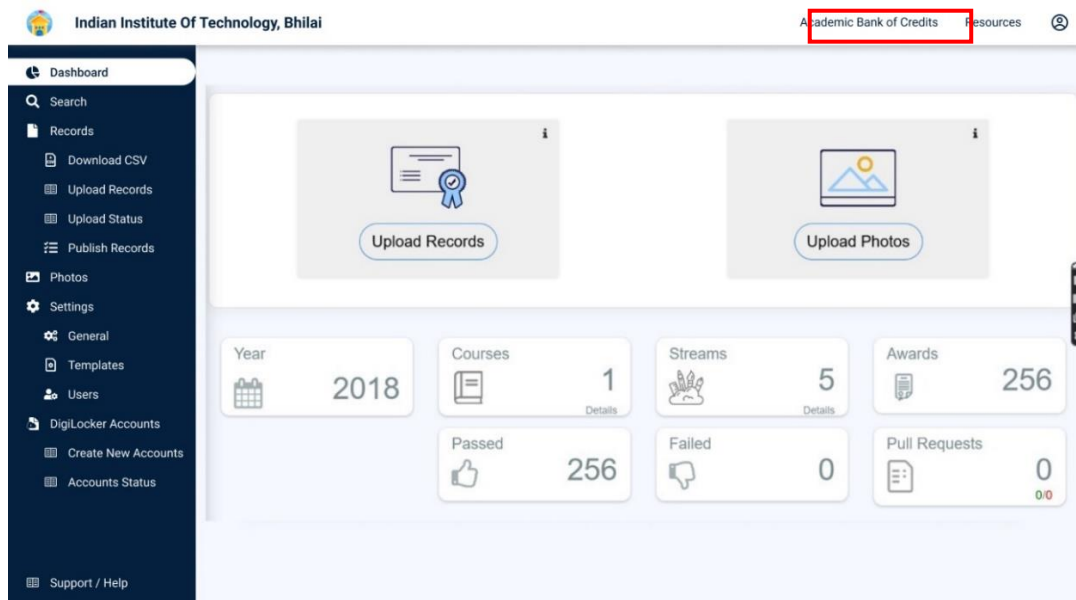 Indian Institute Of Technology, Bhilai
Academic Bank of Credits
Resources
Dashboard
Search
Records
Download CSV
Upload Records
Upload Status
Publish Records
Photos
Settings
General
Templates
Users
DigiLocker Accounts
Create New Accounts
Accounts Status
Support / Help
i
Upload Records
i
Upload Photos
Year
2018
Courses
1
Details
Streams
5
Details
Awards
256
Passed
256
Failed
0
Pull Requests
0
0/0